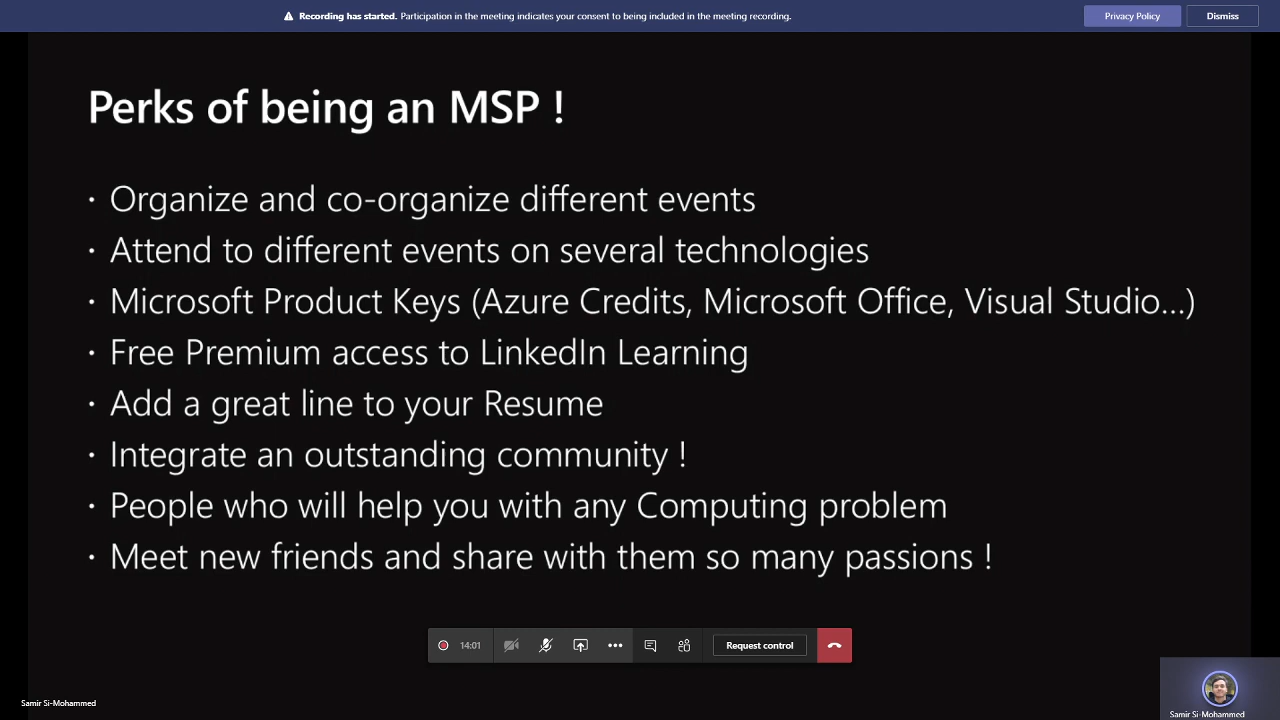 Recording has started. Participation in the meeting indicates your consent to being included in the meeting recording.
Privacy Policy
Dismiss
Perks of being an MSP !
· Organize and co-organize different events
· Attend to different events on several technologies
· Microsoft Product Keys (Azure Credits, Microsoft Office, Visual Studio...)
· Free Premium access to LinkedIn Learning
· Add a great line to your Resume
· Integrate an outstanding community !
· People who will help you with any Computing problem
· Meet new friends and share with them so many passions !
14:01
Request control
Samir Si-Mohammed
Samir Si-Mohammed